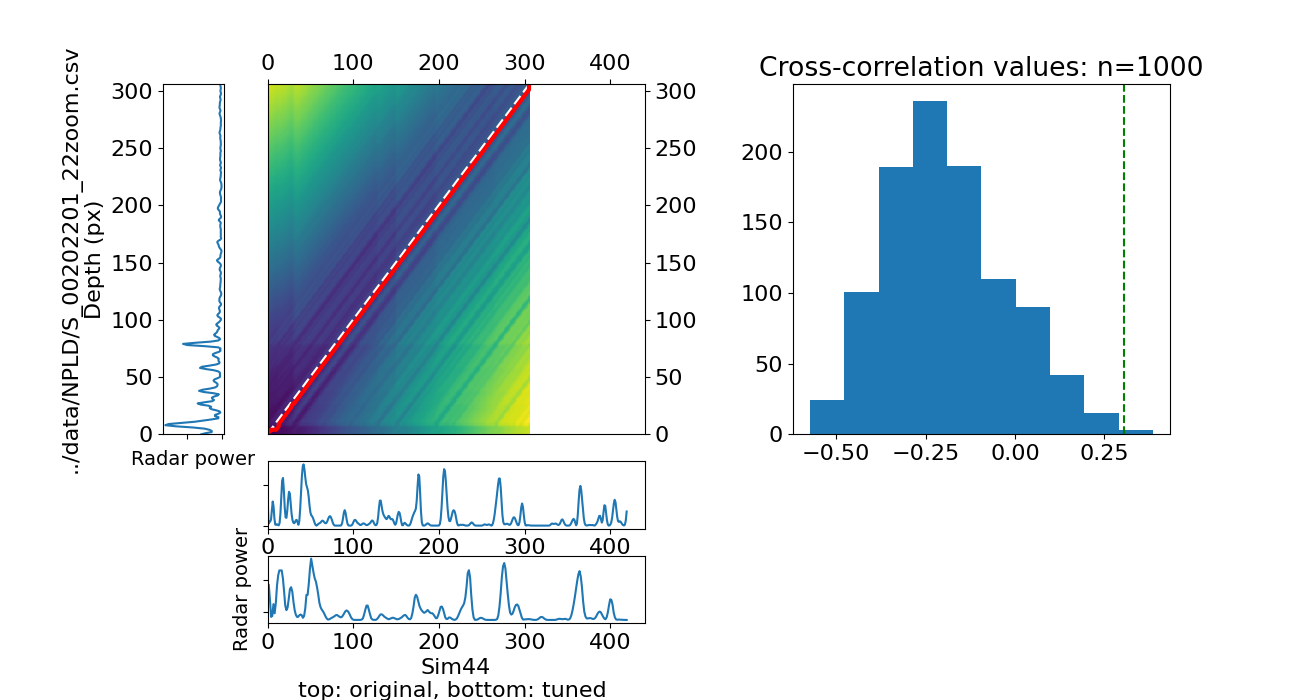 ../data/NPLD/S_00202201_22zoom.csv
Depth (px)
0 100 200 300 400
300
250
200
150
100
50
0
300
250
200
150
100
50
0
Radar power
0 100 200 300 400
Radar power
0 100 200 300 400
Sim44
top: original, bottom: tuned
Cross-correlation values: n=1000
200
150
100
50
0
−0.50 −0.25 0.00 0.25